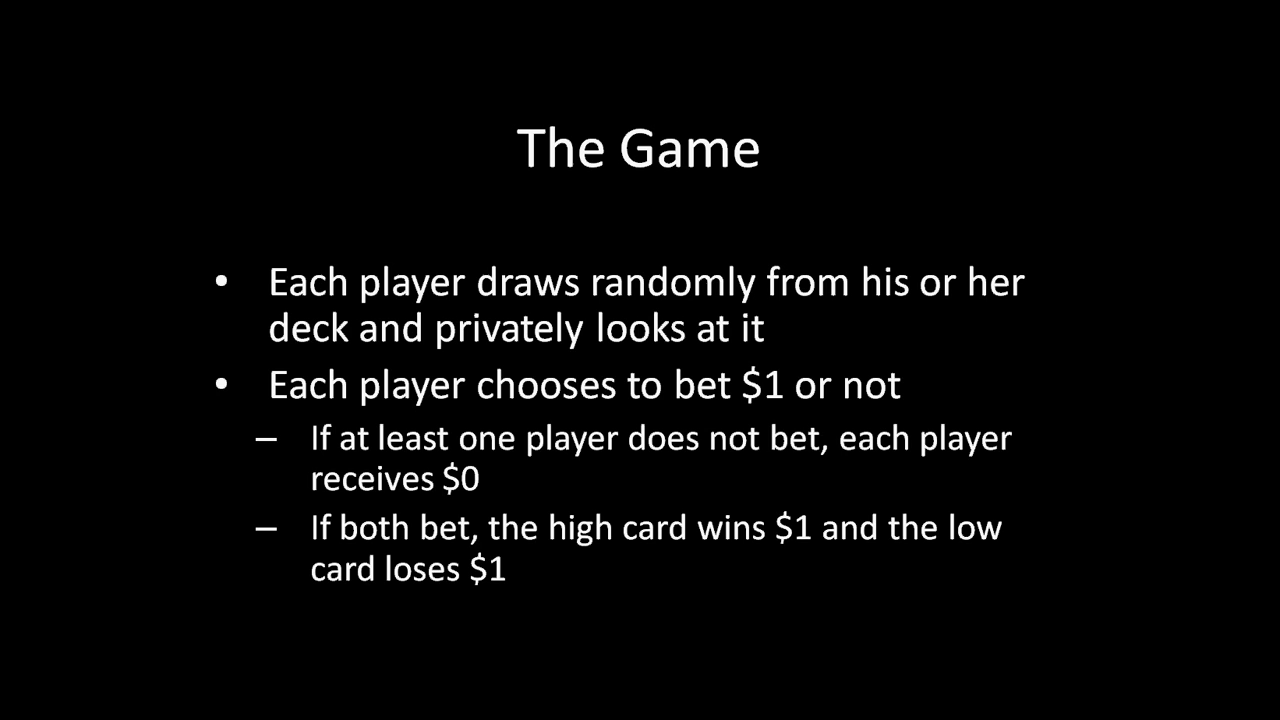 The Game
• Each player draws randomly from his or her
deck and privately looks at it
• Each player chooses to bet $1 or not
– If at least one player does not bet, each player
receives $0
– If both bet, the high card wins $1 and the low
card loses $1